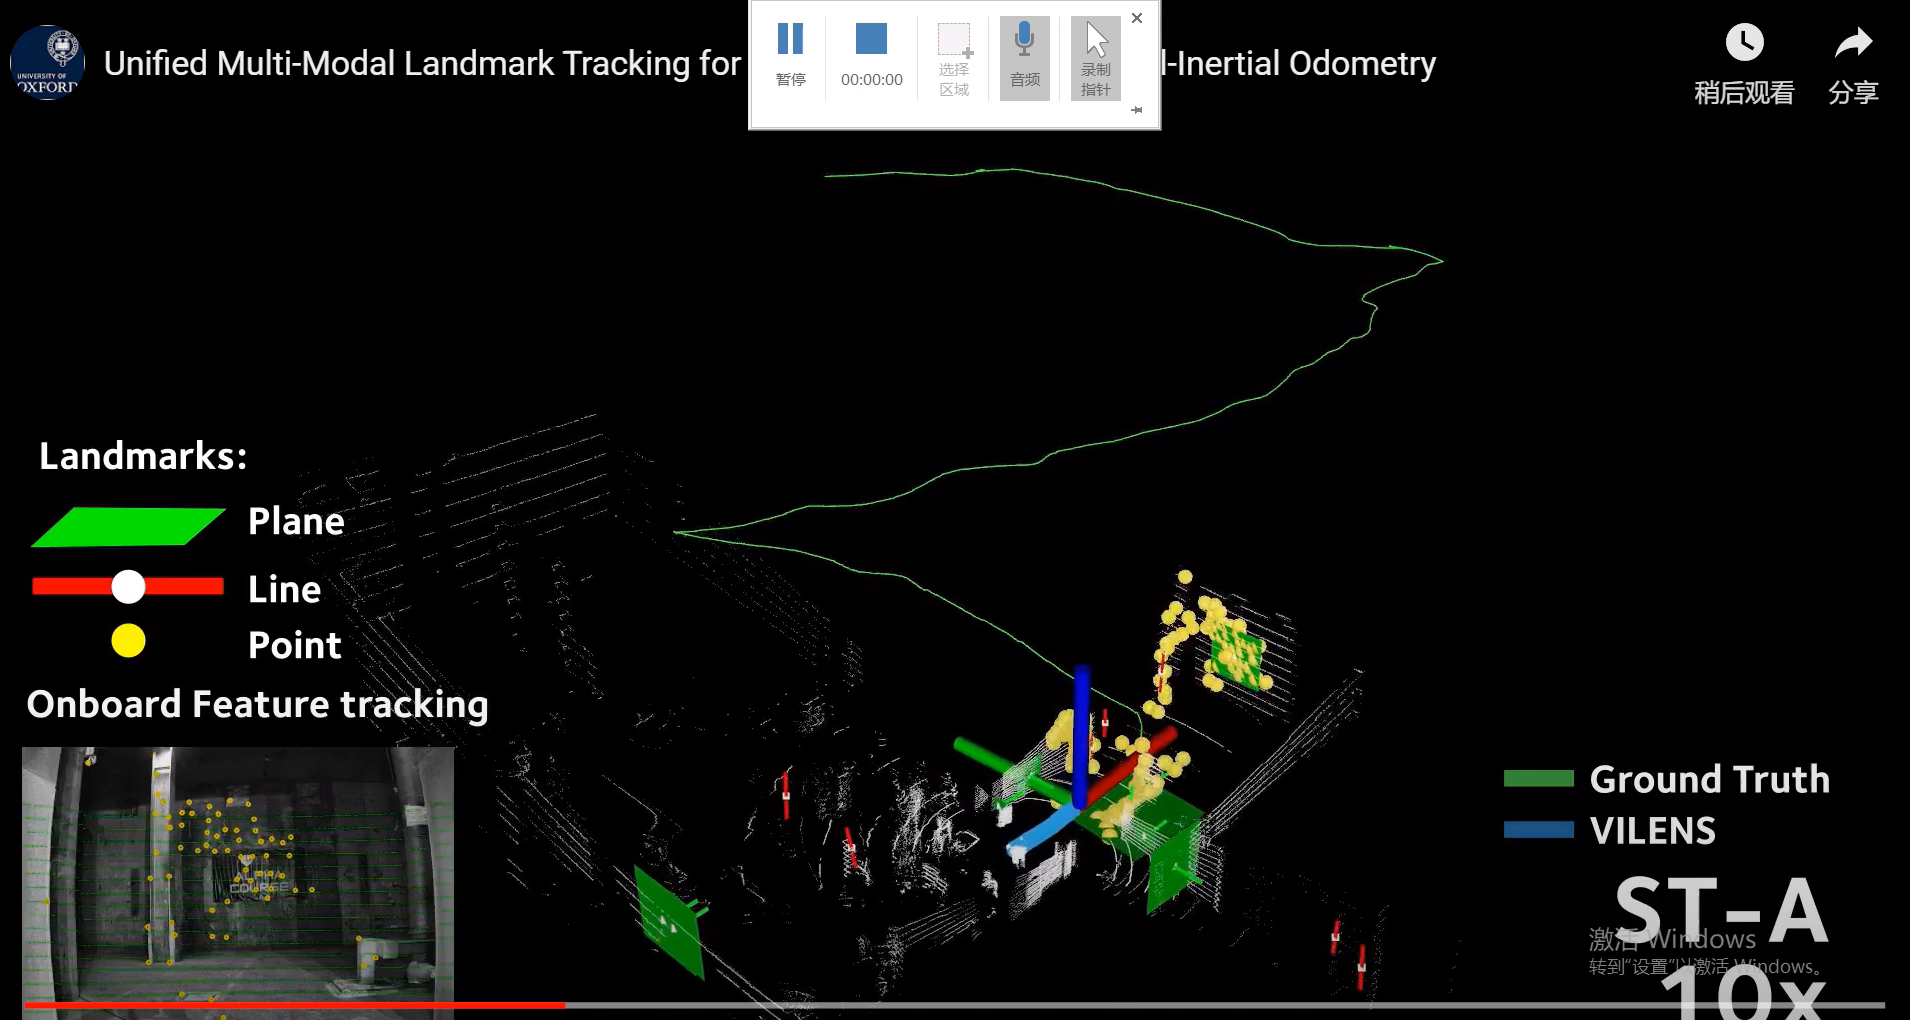 UNIVERSITY OF
OXFORD
Unified Multi-Modal Landmark Tracking for
l-Inertial Odometry
暂停
00:00:00
选择
区域
音频
录制
指针
稍后观看
分享
Landmarks:
Plane
Line
Point
Onboard Feature tracking
ALPHA
COURSE
Ground Truth
VILENS
ST-A
激活 Windows
转到“设置”以激活 Windows。
10x